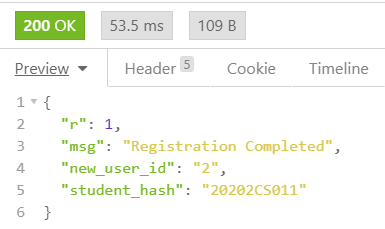 200 OK 53.5 ms 109 B
Preview Header 5 Cookie Timeline
1 {
2 "r": 1,
3 "msg": "Registration Completed",
4 "new_user_id": "2",
5 "student_hash": "20202CS011"
6 }